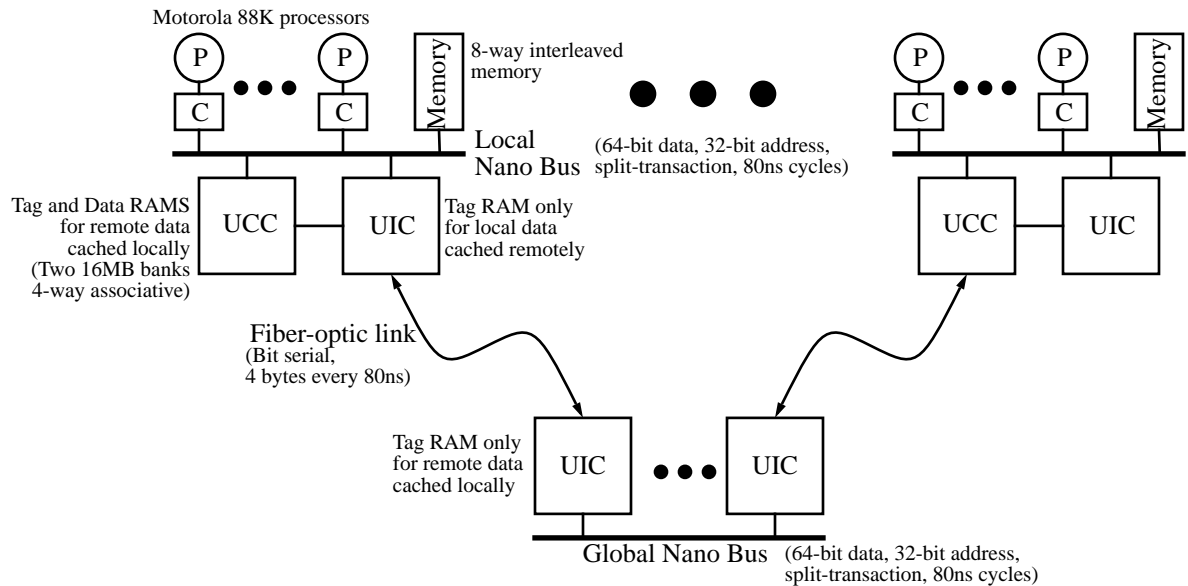 Motorola 88K processors
P
P
C
C
Memory
8-way interleaved
memory
P
P
C
C
Memory
Local
Nano Bus
(64-bit data, 32-bit address,
split-transaction, 80ns cycles)
Tag and Data RAMS
for remote data
cached locally
(Two 16MB banks
4-way associative)
UCC
UIC
Tag RAM only
for local data
cached remotely
UCC
UIC
Fiber-optic link
(Bit serial,
4 bytes every 80ns)
Tag RAM only
for remote data
cached locally
UIC
UIC
Global Nano Bus
(64-bit data, 32-bit address,
split-transaction, 80ns cycles)